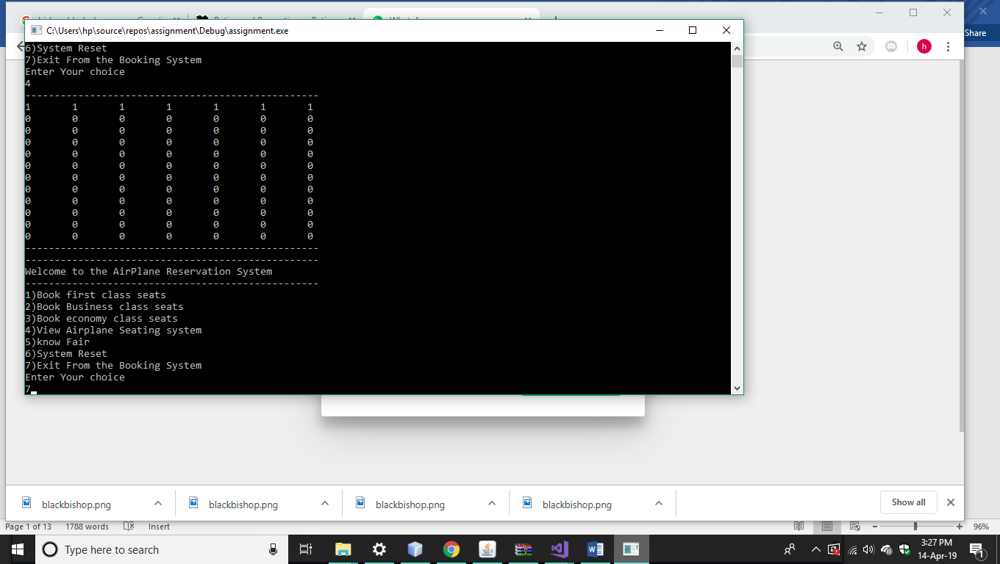 C:\Users\hp\source\repos\assignment\Debug\assignment.exe
Share
h
6)System Reset
7)Exit From the Booking System
Enter Your choice
4
--------------------------------------------------
1 1 1 1 1 1 1
0 0 0 0 0 0 0
0 0 0 0 0 0 0
0 0 0 0 0 0 0
0 0 0 0 0 0 0
0 0 0 0 0 0 0
0 0 0 0 0 0 0
0 0 0 0 0 0 0
0 0 0 0 0 0 0
0 0 0 0 0 0 0
0 0 0 0 0 0 0
0 0 0 0 0 0 0
--------------------------------------------------
--------------------------------------------------
Welcome to the AirPlane Reservation System
--------------------------------------------------
1)Book first class seats
2)Book Business class seats
3)Book economy class seats
4)View Airplane Seating system
5)know Fair
6)System Reset
7)Exit From the Booking System
Enter Your choice
7
blackbishop.png blackbishop.png blackbishop.png blackbishop.png Show all
Page 1 of 13 1788 words Insert 96%
Type here to search
3:27 PM
14-Apr-19
1